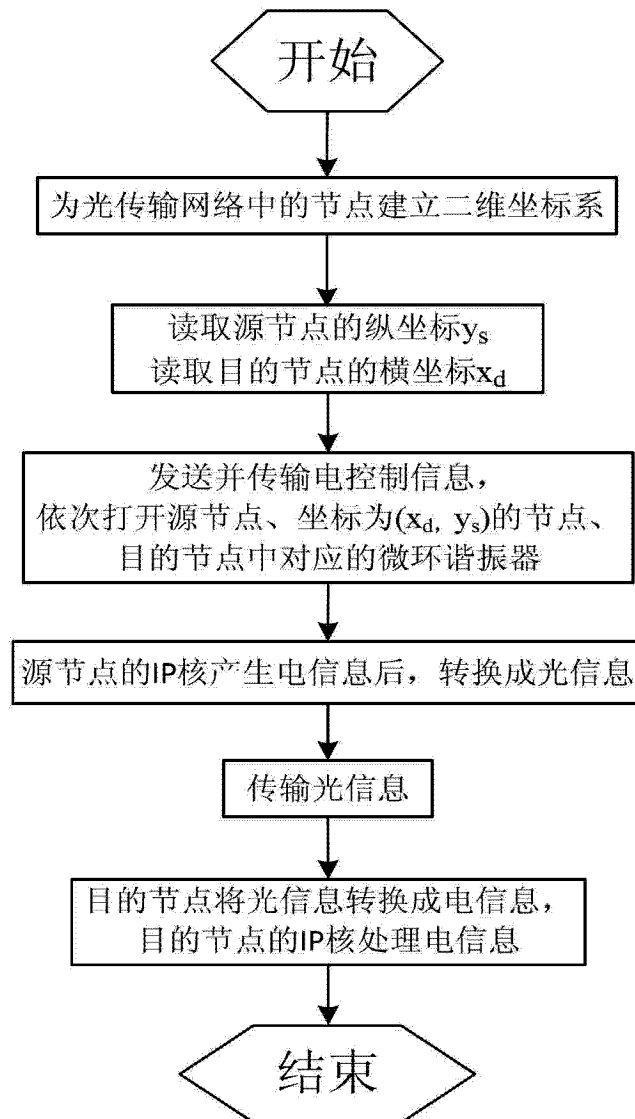 开始
为光传输网络中的节点建立二维坐标系
读取源节点的纵坐标yₛ
读取目的节点的横坐标x_d
发送并传输电控制信息，
依次打开源节点、坐标为(x_d, yₛ)的节点、
目的节点中对应的微环谐振器
源节点的IP核产生电信息后，转换成光信息
传输光信息
目的节点将光信息转换成电信息，
目的节点的IP核处理电信息
结束